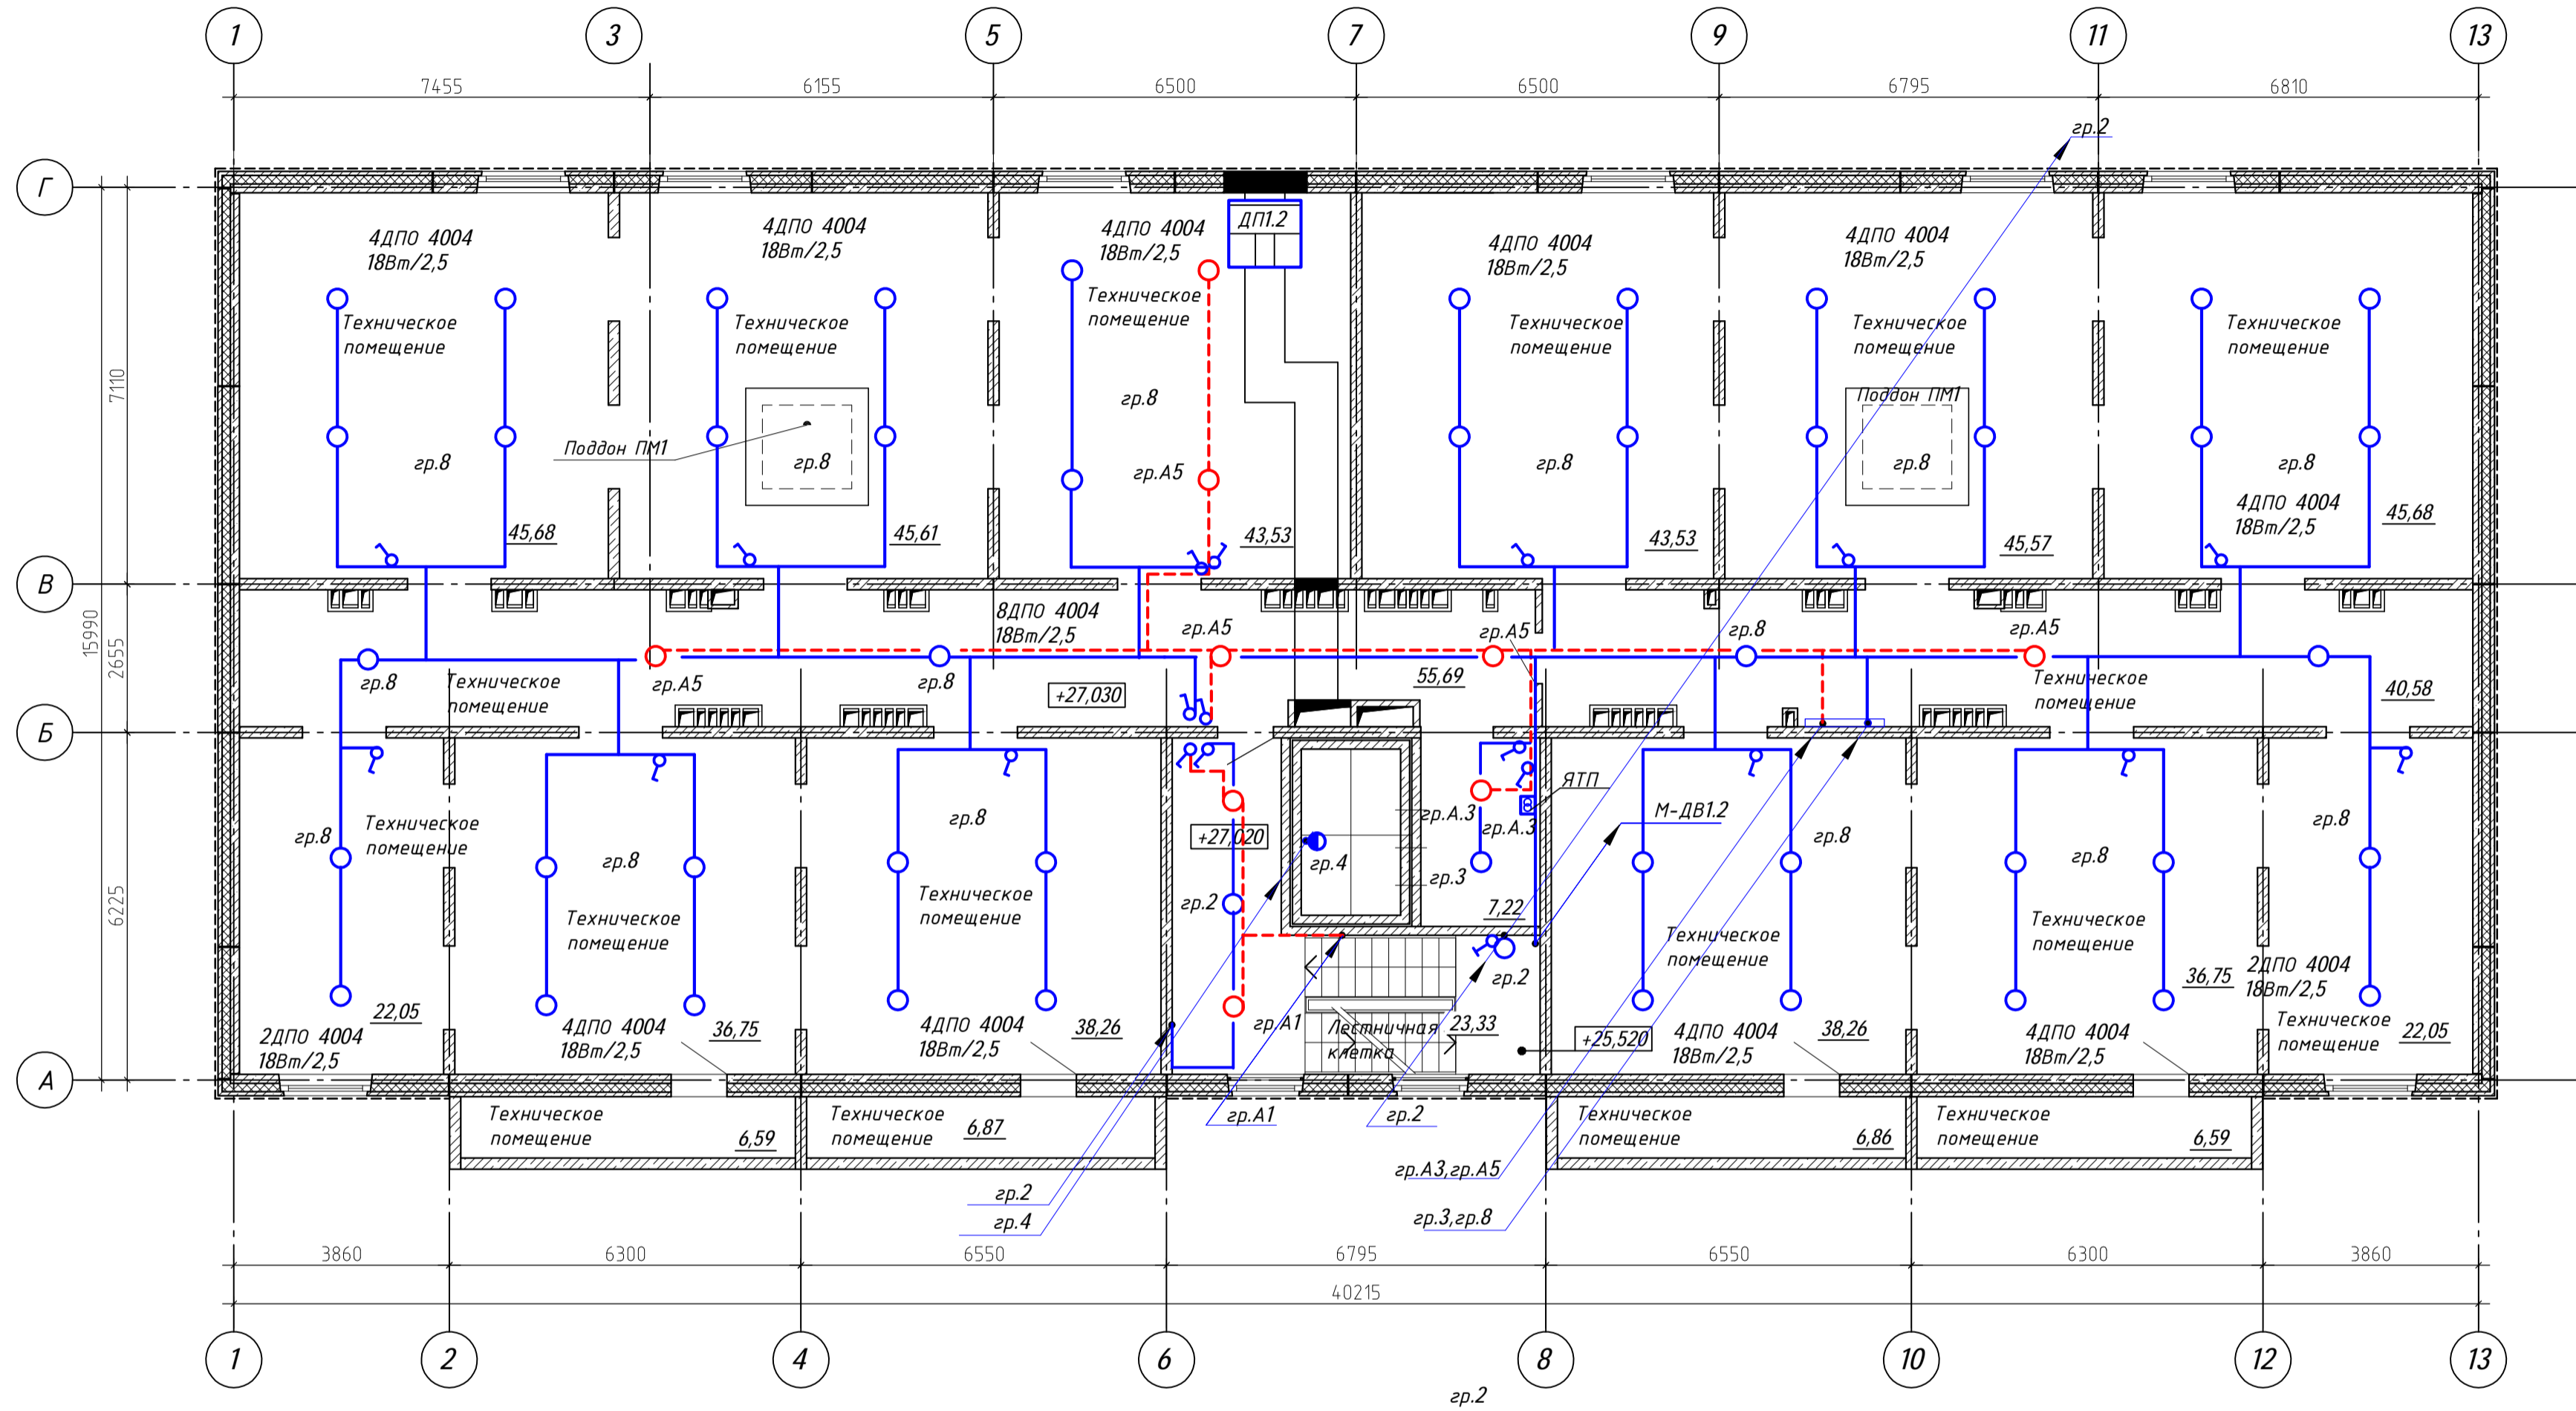 1
3
5
7
9
11
13
7455
6155
6500
6500
6795
6810
гр.2
Г
В
Б
А
7110
15990
2655
6225
4ДПО 4004
18Вт/2,5
Техническое
помещение
гр.8
45,68
4ДПО 4004
18Вт/2,5
Техническое
помещение
Поддон ПМ1
гр.8
45,61
4ДПО 4004
18Вт/2,5
Техническое
помещение
гр.8
гр.А5
43,53
ДП1.2
4ДПО 4004
18Вт/2,5
Техническое
помещение
гр.8
43,53
4ДПО 4004
18Вт/2,5
Техническое
помещение
Поддон ПМ1
гр.8
45,57
Техническое
помещение
гр.8
4ДПО 4004
18Вт/2,5
45,68
8ДПО 4004
18Вт/2,5
гр.А5
гр.А5
гр.8
гр.А5
гр.8
Техническое
помещение
гр.А5
гр.8
+27,030
55,69
Техническое
помещение
40,58
гр.8
Техническое
помещение
22,05
2ДПО 4004
18Вт/2,5
гр.8
Техническое
помещение
4ДПО 4004
18Вт/2,5
36,75
гр.8
Техническое
помещение
4ДПО 4004
18Вт/2,5
38,26
+27,020
гр.2
гр.4
гр.А.3
гр.А.3
гр.3
7,22
ЯТП
М-ДВ1.2
гр.2
гр.А1
Лестничная
клетка
23,33
+25,520
гр.8
Техническое
помещение
4ДПО 4004
18Вт/2,5
38,26
гр.8
Техническое
помещение
36,75
4ДПО 4004
18Вт/2,5
гр.8
2ДПО 4004
18Вт/2,5
Техническое
помещение
22,05
Техническое
помещение
6,59
Техническое
помещение
6,87
гр.А1
гр.2
Техническое
помещение
6,86
Техническое
помещение
6,59
гр.А3,гр.А5
гр.2
гр.4
гр.3,гр.8
3860
6300
6550
6795
6550
6300
3860
40215
1
2
4
6
8
10
12
13
гр.2